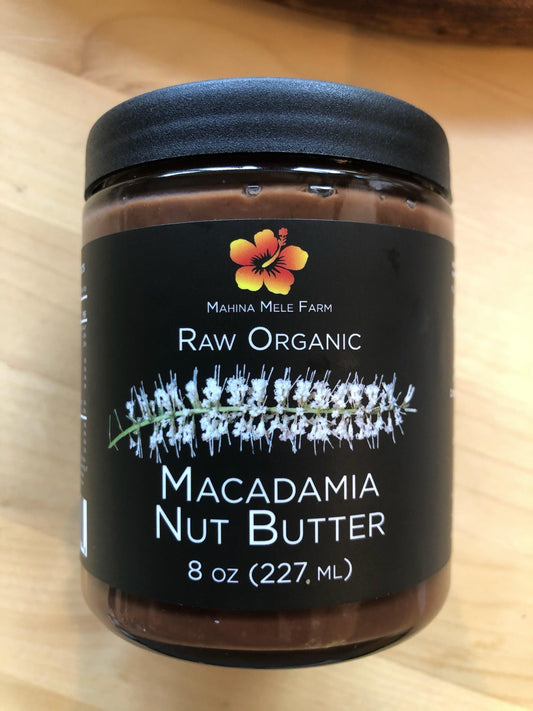 Mahina Mele Farm
Raw Organic
Macadamia
Nut Butter
8 oz (227 ml)